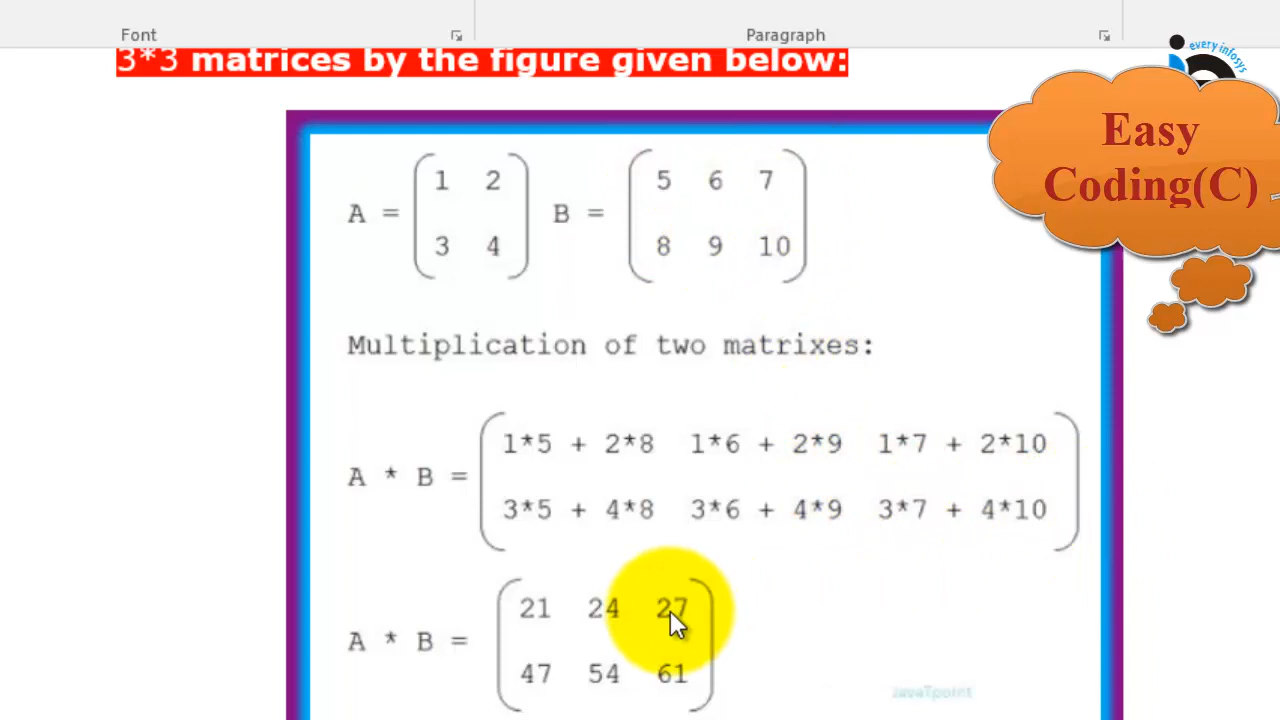 Font Paragraph
3*3 matrices by the figure given below:
every infosys
Easy
Coding(C)
1 2 5 6 7
A = B =
3 4 8 9 10
Multiplication of two matrixes:
1*5 + 2*8 1*6 + 2*9 1*7 + 2*10
A * B =
3*5 + 4*8 3*6 + 4*9 3*7 + 4*10
21 24 27
A * B =
47 54 61
JavaTpoint